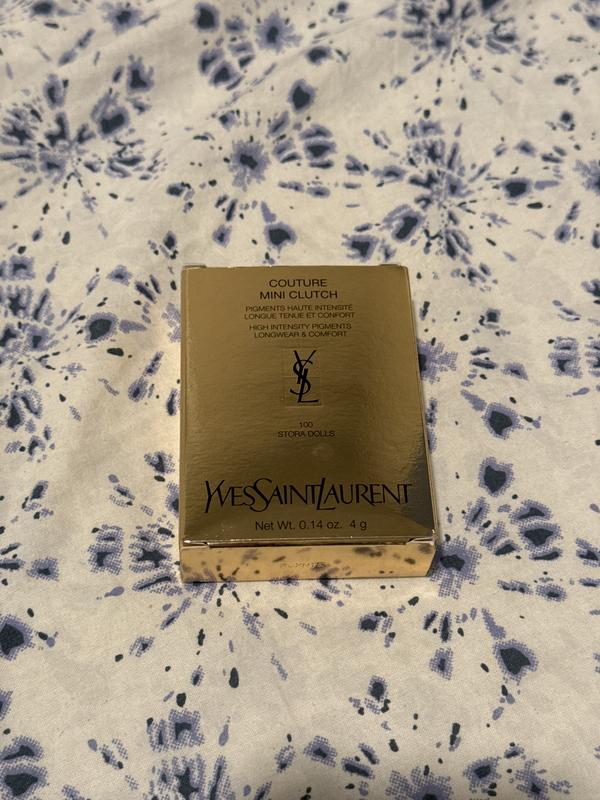 COUTURE
MINI CLUTCH
PIGMENTS HAUTE INTENSITÉ
LONGUE TENUE ET CONFORT
HIGH INTENSITY PIGMENTS
LONGWEAR & COMFORT
YSL
100
STORA DOLLS
YVESSAINTLAURENT
Net Wt. 0.14 oz. 4 g